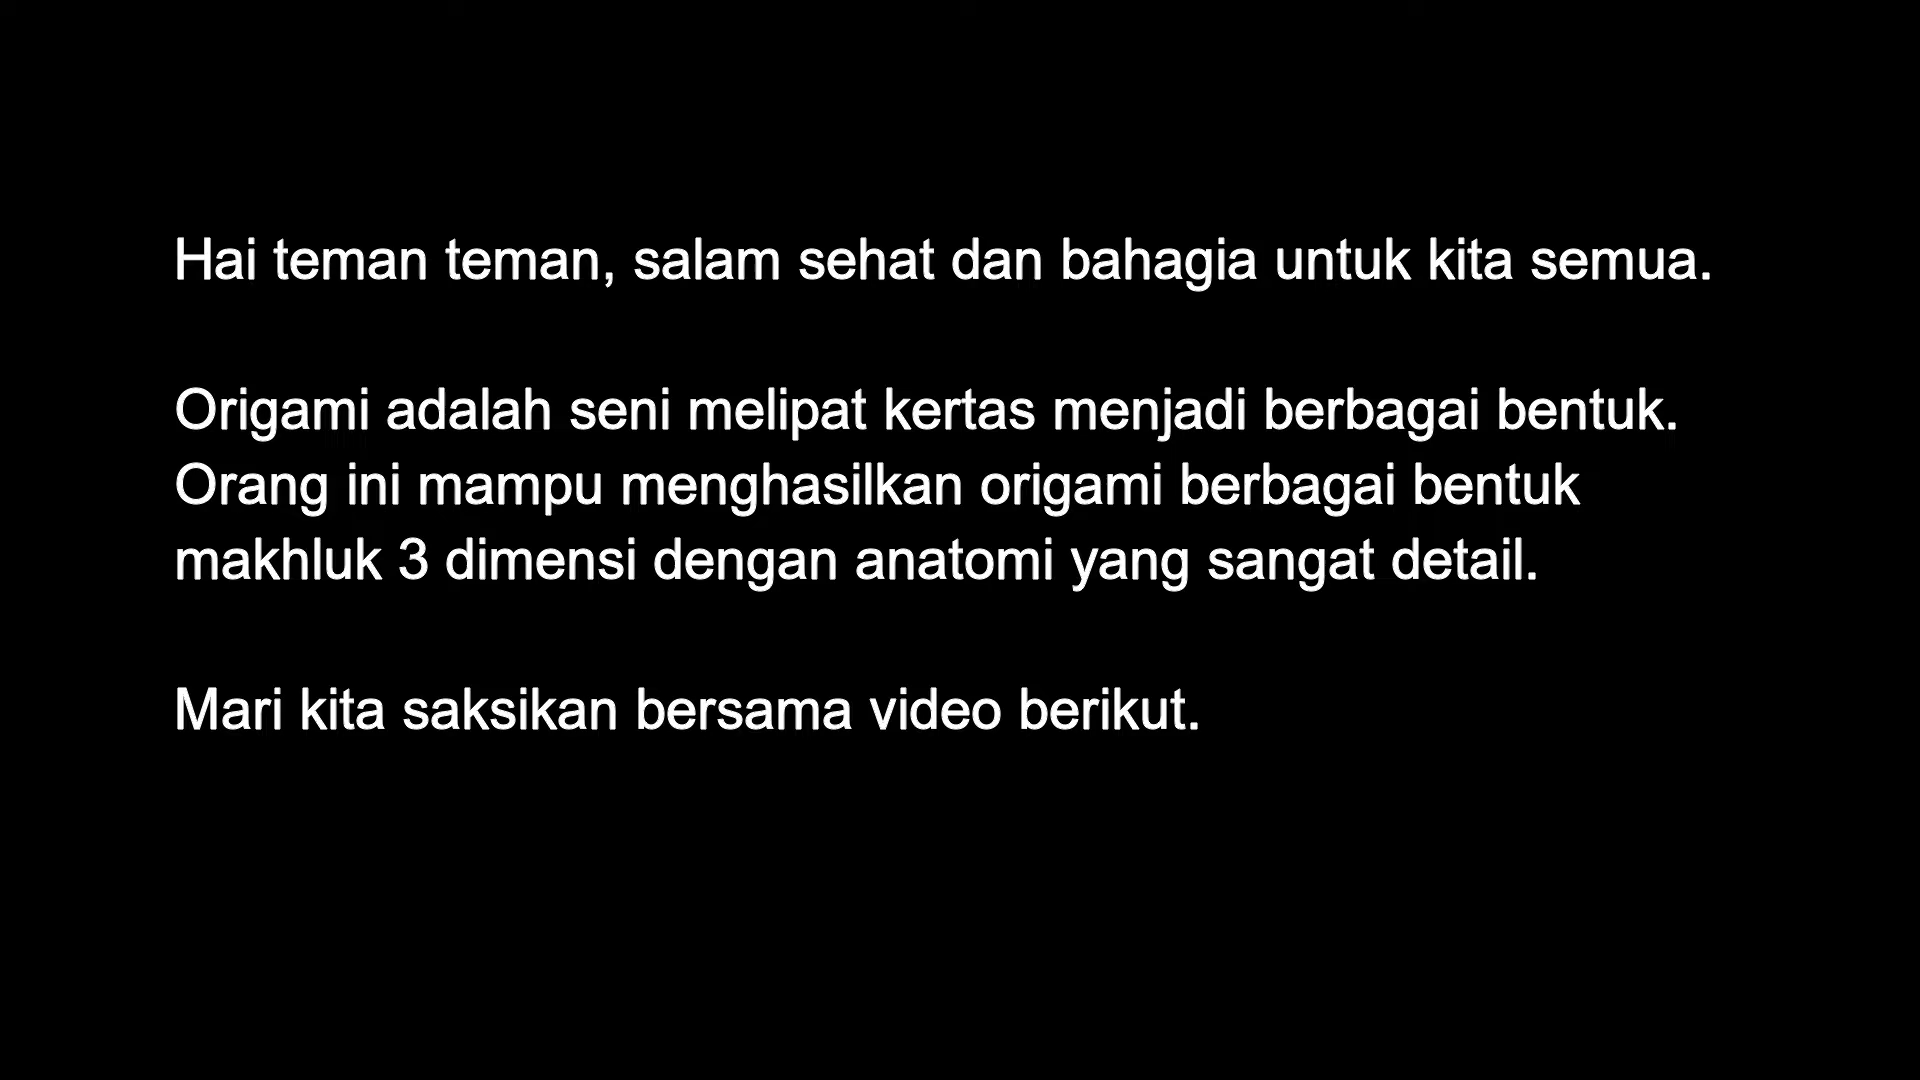 Hai teman teman, salam sehat dan bahagia untuk kita semua.
Origami adalah seni melipat kertas menjadi berbagai bentuk.
Orang ini mampu menghasilkan origami berbagai bentuk
makhluk 3 dimensi dengan anatomi yang sangat detail.
Mari kita saksikan bersama video berikut.